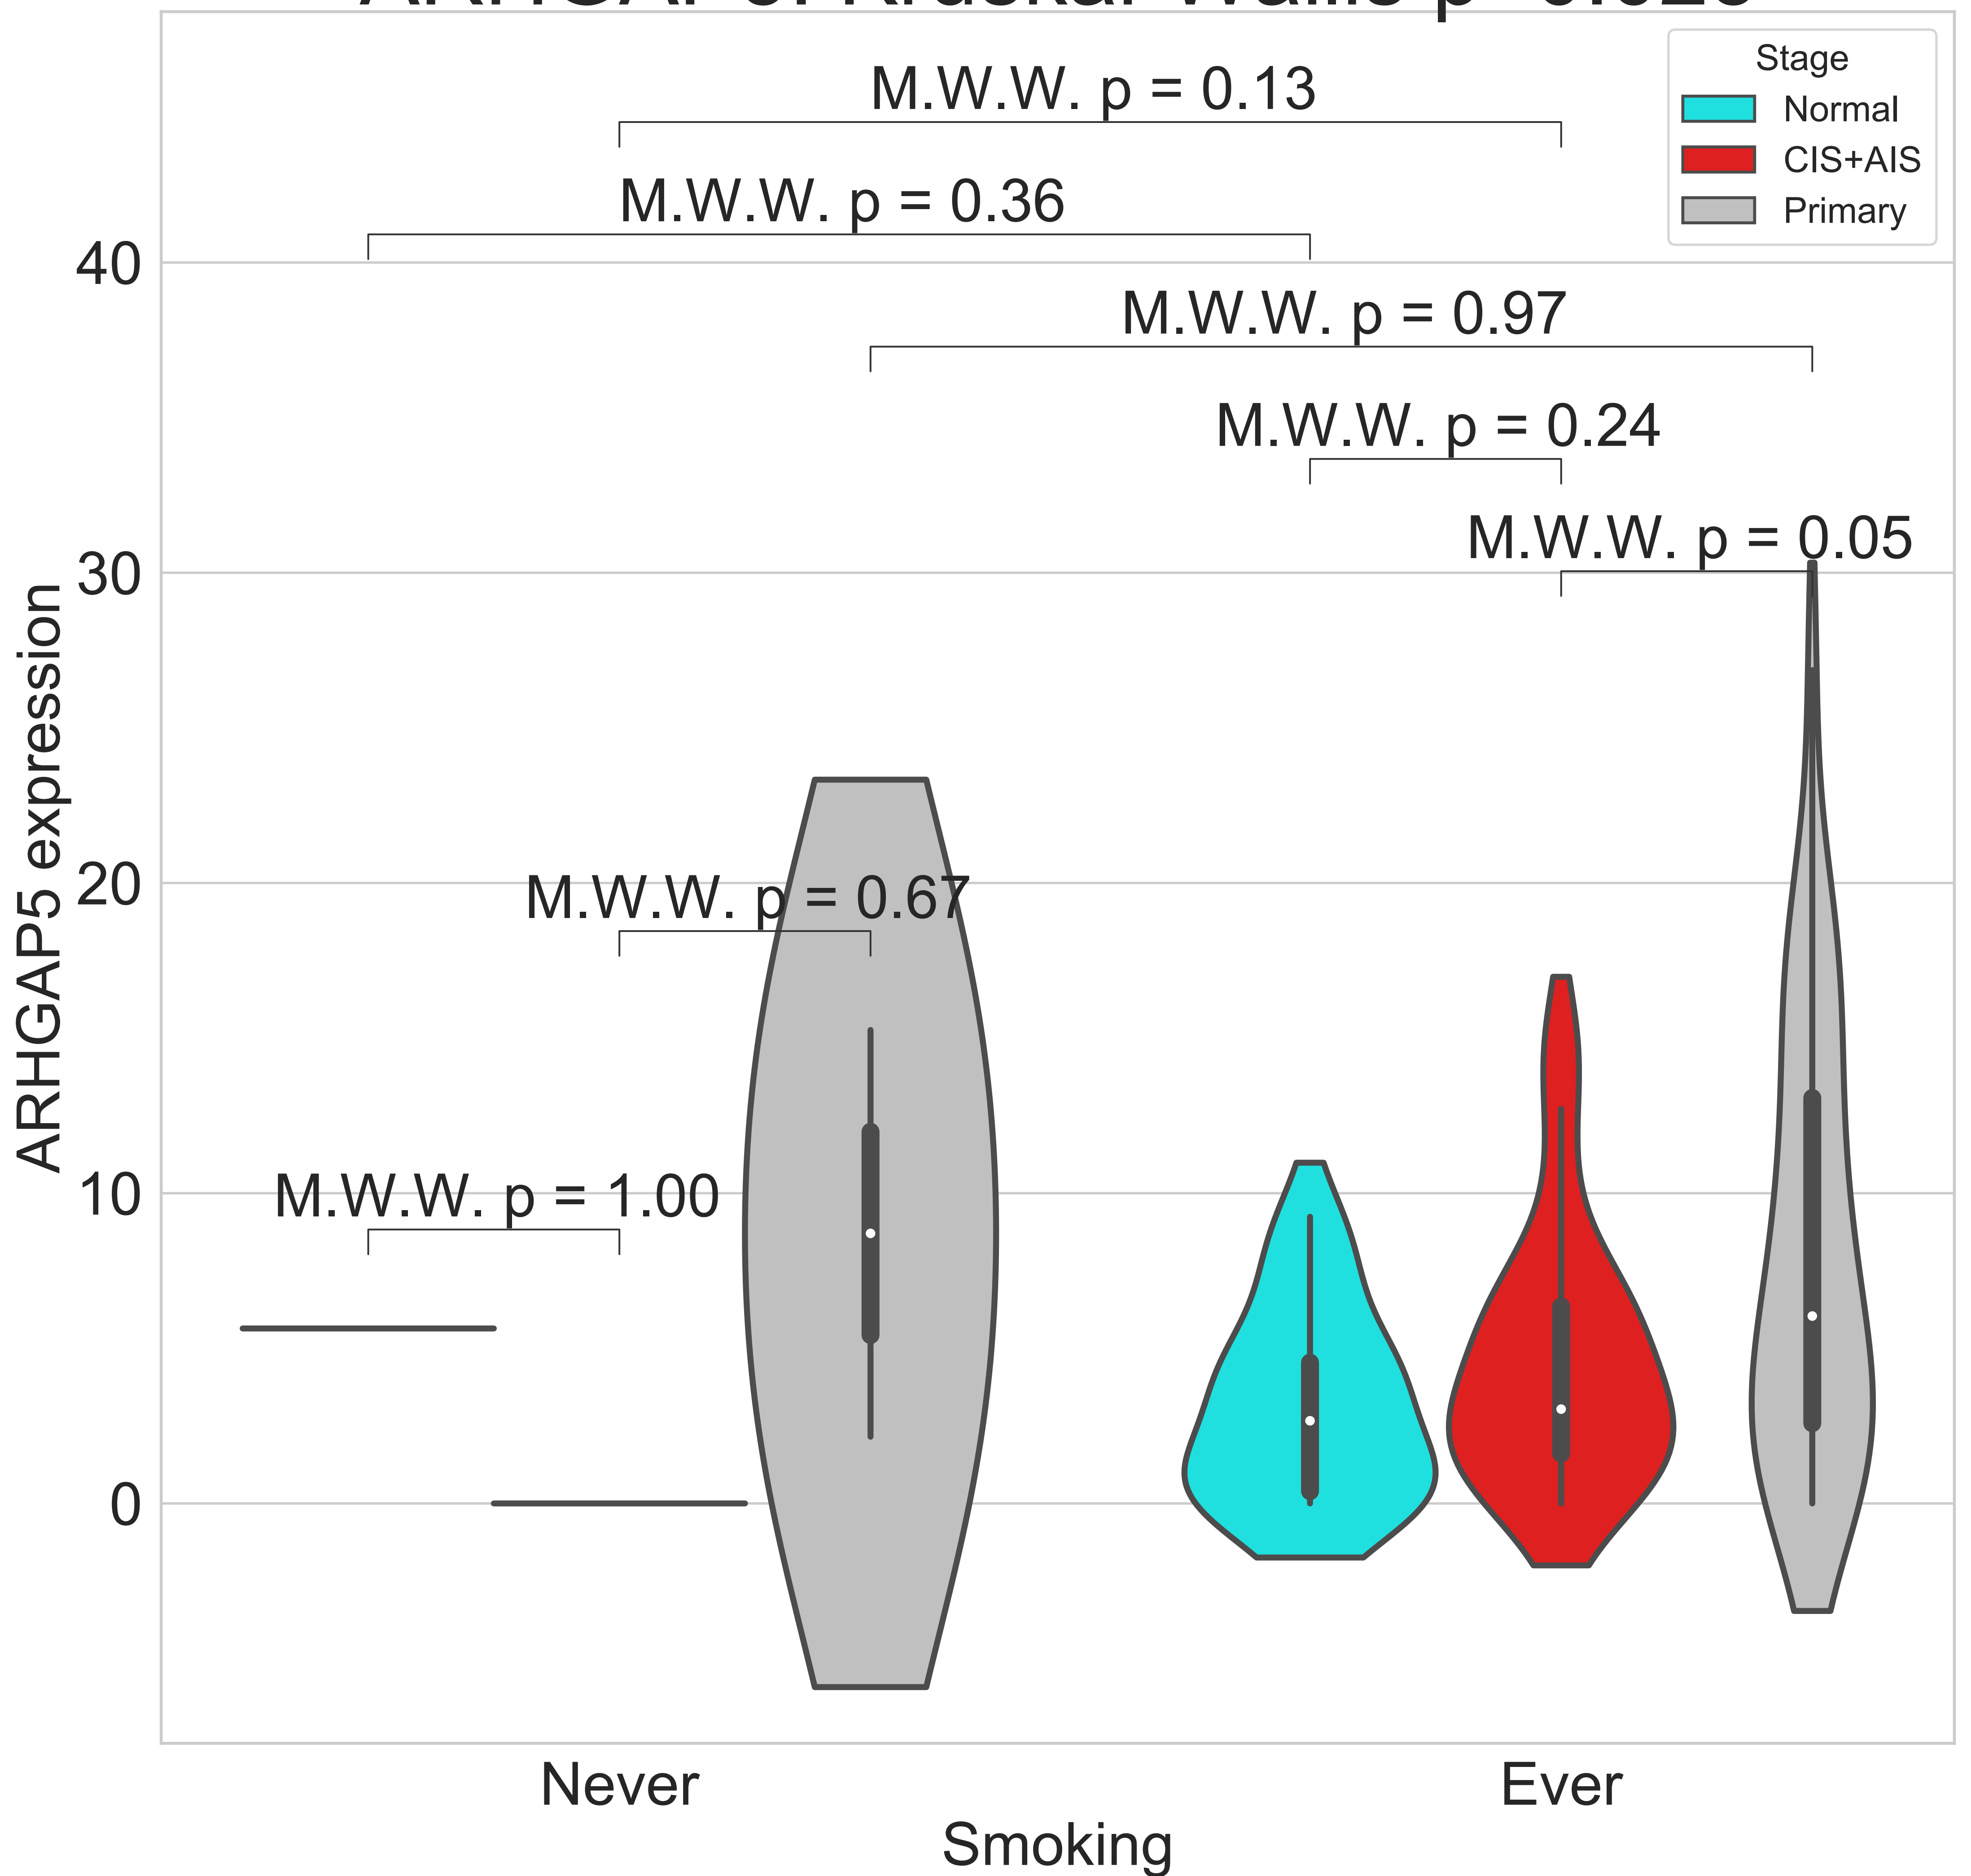 Stage
Normal
CIS+AIS
Primary
M.W.W. p = 0.13
M.W.W. p = 0.36
M.W.W. p = 0.97
M.W.W. p = 0.24
M.W.W. p = 0.05
M.W.W. p = 0.67
M.W.W. p = 1.00
40
30
20
10
0
ARHGAP5 expression
Never
Ever
Smoking